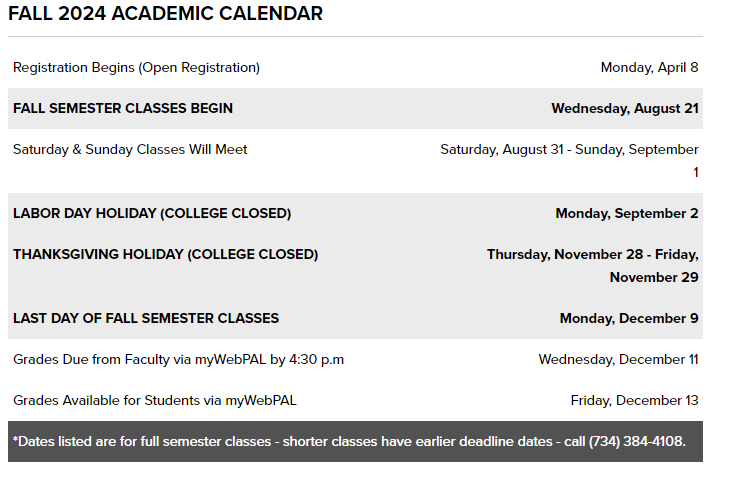 FALL 2024 ACADEMIC CALENDAR
Registration Begins (Open Registration) Monday, April 8
FALL SEMESTER CLASSES BEGIN Wednesday, August 21
Saturday & Sunday Classes Will Meet Saturday, August 31 - Sunday, September
1
LABOR DAY HOLIDAY (COLLEGE CLOSED) Monday, September 2
THANKSGIVING HOLIDAY (COLLEGE CLOSED) Thursday, November 28 - Friday,
November 29
LAST DAY OF FALL SEMESTER CLASSES Monday, December 9
Grades Due from Faculty via myWebPAL by 4:30 p.m Wednesday, December 11
Grades Available for Students via myWebPAL Friday, December 13
*Dates listed are for full semester classes - shorter classes have earlier deadline dates - call (734) 384-4108.